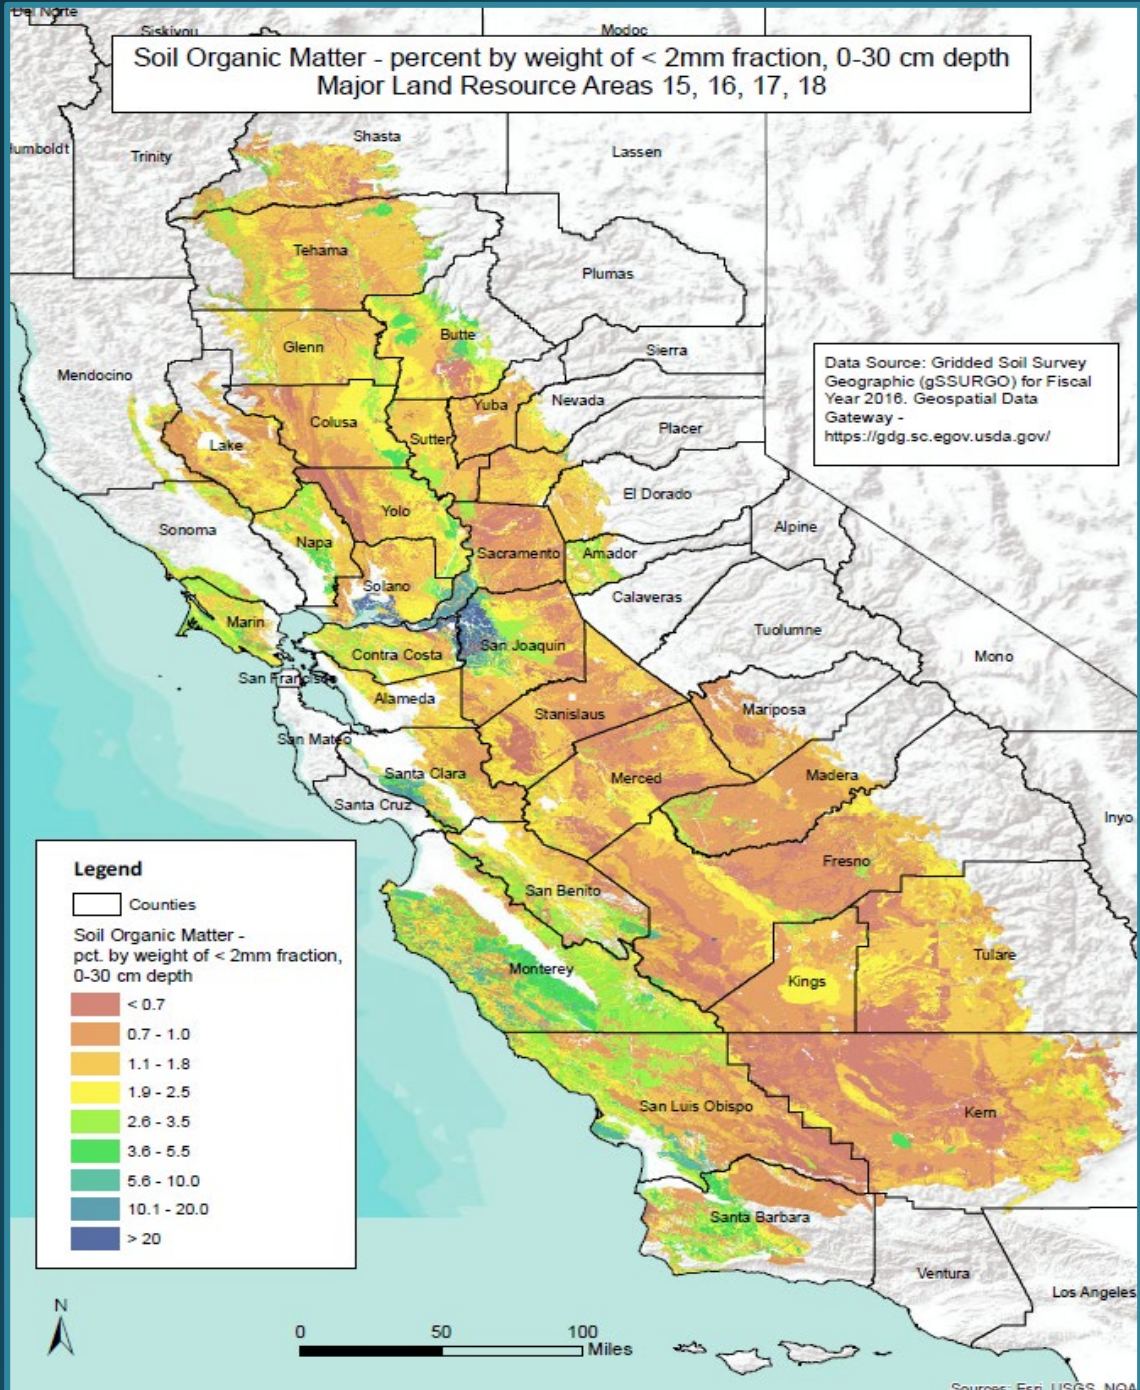 Del Norte
Siskiyou
Modoc
Soil Organic Matter - percent by weight of < 2mm fraction, 0-30 cm depth
Major Land Resource Areas 15, 16, 17, 18
Humboldt
Trinity
Shasta
Lassen
Tehama
Plumas
Butte
Glenn
Sierra
Mendocino
Data Source: Gridded Soil Survey
Geographic (gSSURGO) for Fiscal
Year 2016. Geospatial Data
Gateway -
https://gdg.sc.egov.usda.gov/
Nevada
Yuba
Colusa
Placer
Lake
Sutter
El Dorado
Yolo
Sonoma
Alpine
Napa
Sacramento
Amador
Solano
Calaveras
Marin
Tuolumne
San Joaquin
Contra Costa
Mono
San Francisco
Alameda
Stanislaus
Mariposa
San Mateo
Santa Clara
Merced
Madera
Santa Cruz
Inyo
Fresno
San Benito
Monterey
Tulare
Kings
Legend
Counties
Soil Organic Matter -
pct. by weight of < 2mm fraction,
0-30 cm depth
< 0.7
0.7 - 1.0
1.1 - 1.8
1.9 - 2.5
2.6 - 3.5
3.6 - 5.5
5.6 - 10.0
10.1 - 20.0
> 20
San Luis Obispo
Kern
Santa Barbara
Ventura
Los Angeles
N
0 50 100
Miles
Sources: Esri, USGS, NOA